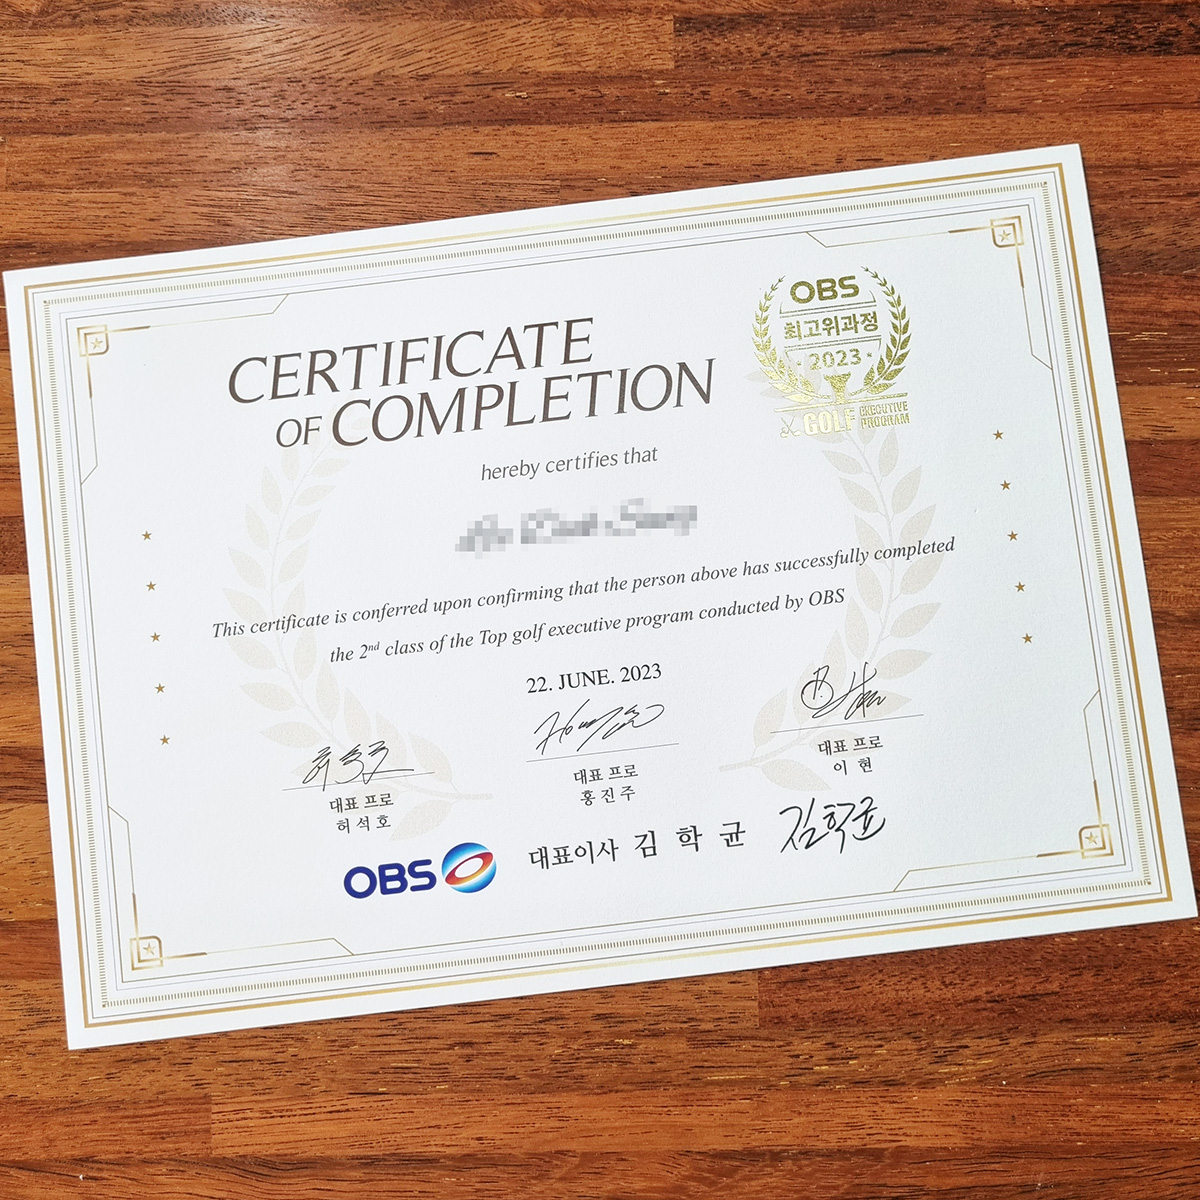 CERTIFICATE
OF COMPLETION
OBS
최고위과정
·2023·
GOLF EXECUTIVE PROGRAM
hereby certifies that
This certificate is conferred upon confirming that the person above has successfully completed
the 2nd class of the Top golf executive program conducted by OBS
22. JUNE. 2023
대표 프로
허석호
대표 프로
홍진주
대표 프로
이 현
OBS 대표이사 김 학 균 김학균